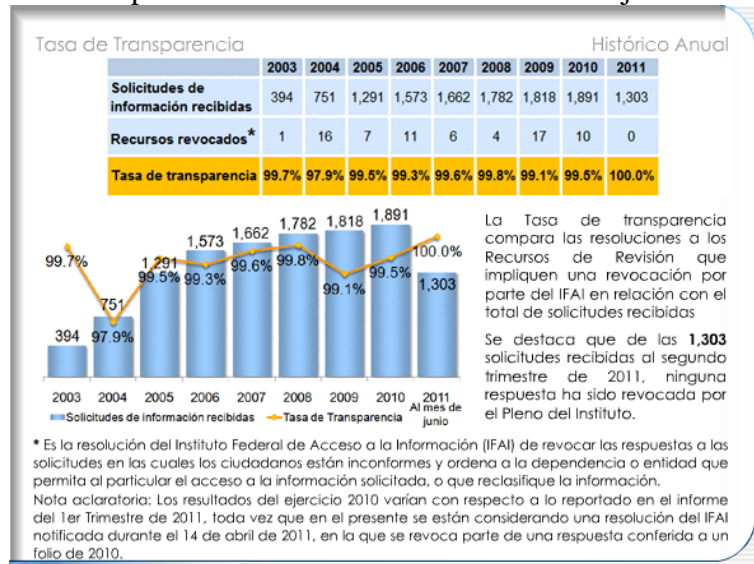 Tasa de Transparencia Histórico Anual
2003 2004 2005 2006 2007 2008 2009 2010 2011
Solicitudes de
información recibidas 394 751 1,291 1,573 1,662 1,782 1,818 1,891 1,303
Recursos revocados* 1 16 7 11 6 4 17 10 0
Tasa de transparencia 99.7% 97.9% 99.5% 99.3% 99.6% 99.8% 99.1% 99.5% 100.0%
394 751 1,291 1,573 1,662 1,782 1,818 1,891 1,303
99.7% 97.9% 99.5% 99.3% 99.6% 99.8% 99.1% 99.5% 100.0%
2003 2004 2005 2006 2007 2008 2009 2010 2011
Al mes de
junio
Solicitudes de información recibidas Tasa de Transparencia
La Tasa de transparencia
compara las resoluciones a los
Recursos de Revisión que
impliquen una revocación por
parte del IFAI en relación con el
total de solicitudes recibidas
Se destaca que de las 1,303
solicitudes recibidas al segundo
trimestre de 2011, ninguna
respuesta ha sido revocada por
el Pleno del Instituto.
* Es la resolución del Instituto Federal de Acceso a la Información (IFAI) de revocar las respuestas a las
solicitudes en las cuales los ciudadanos están inconformes y ordena a la dependencia o entidad que
permita al particular el acceso a la información solicitada, o que reclasifique la información.
Nota aclaratoria: Los resultados del ejercicio 2010 varían con respecto a lo reportado en el informe
del 1er Trimestre de 2011, toda vez que en el presente se están considerando una resolución del IFAI
notificada durante el 14 de abril de 2011, en la que se revoca parte de una respuesta conferida a un
folio de 2010.